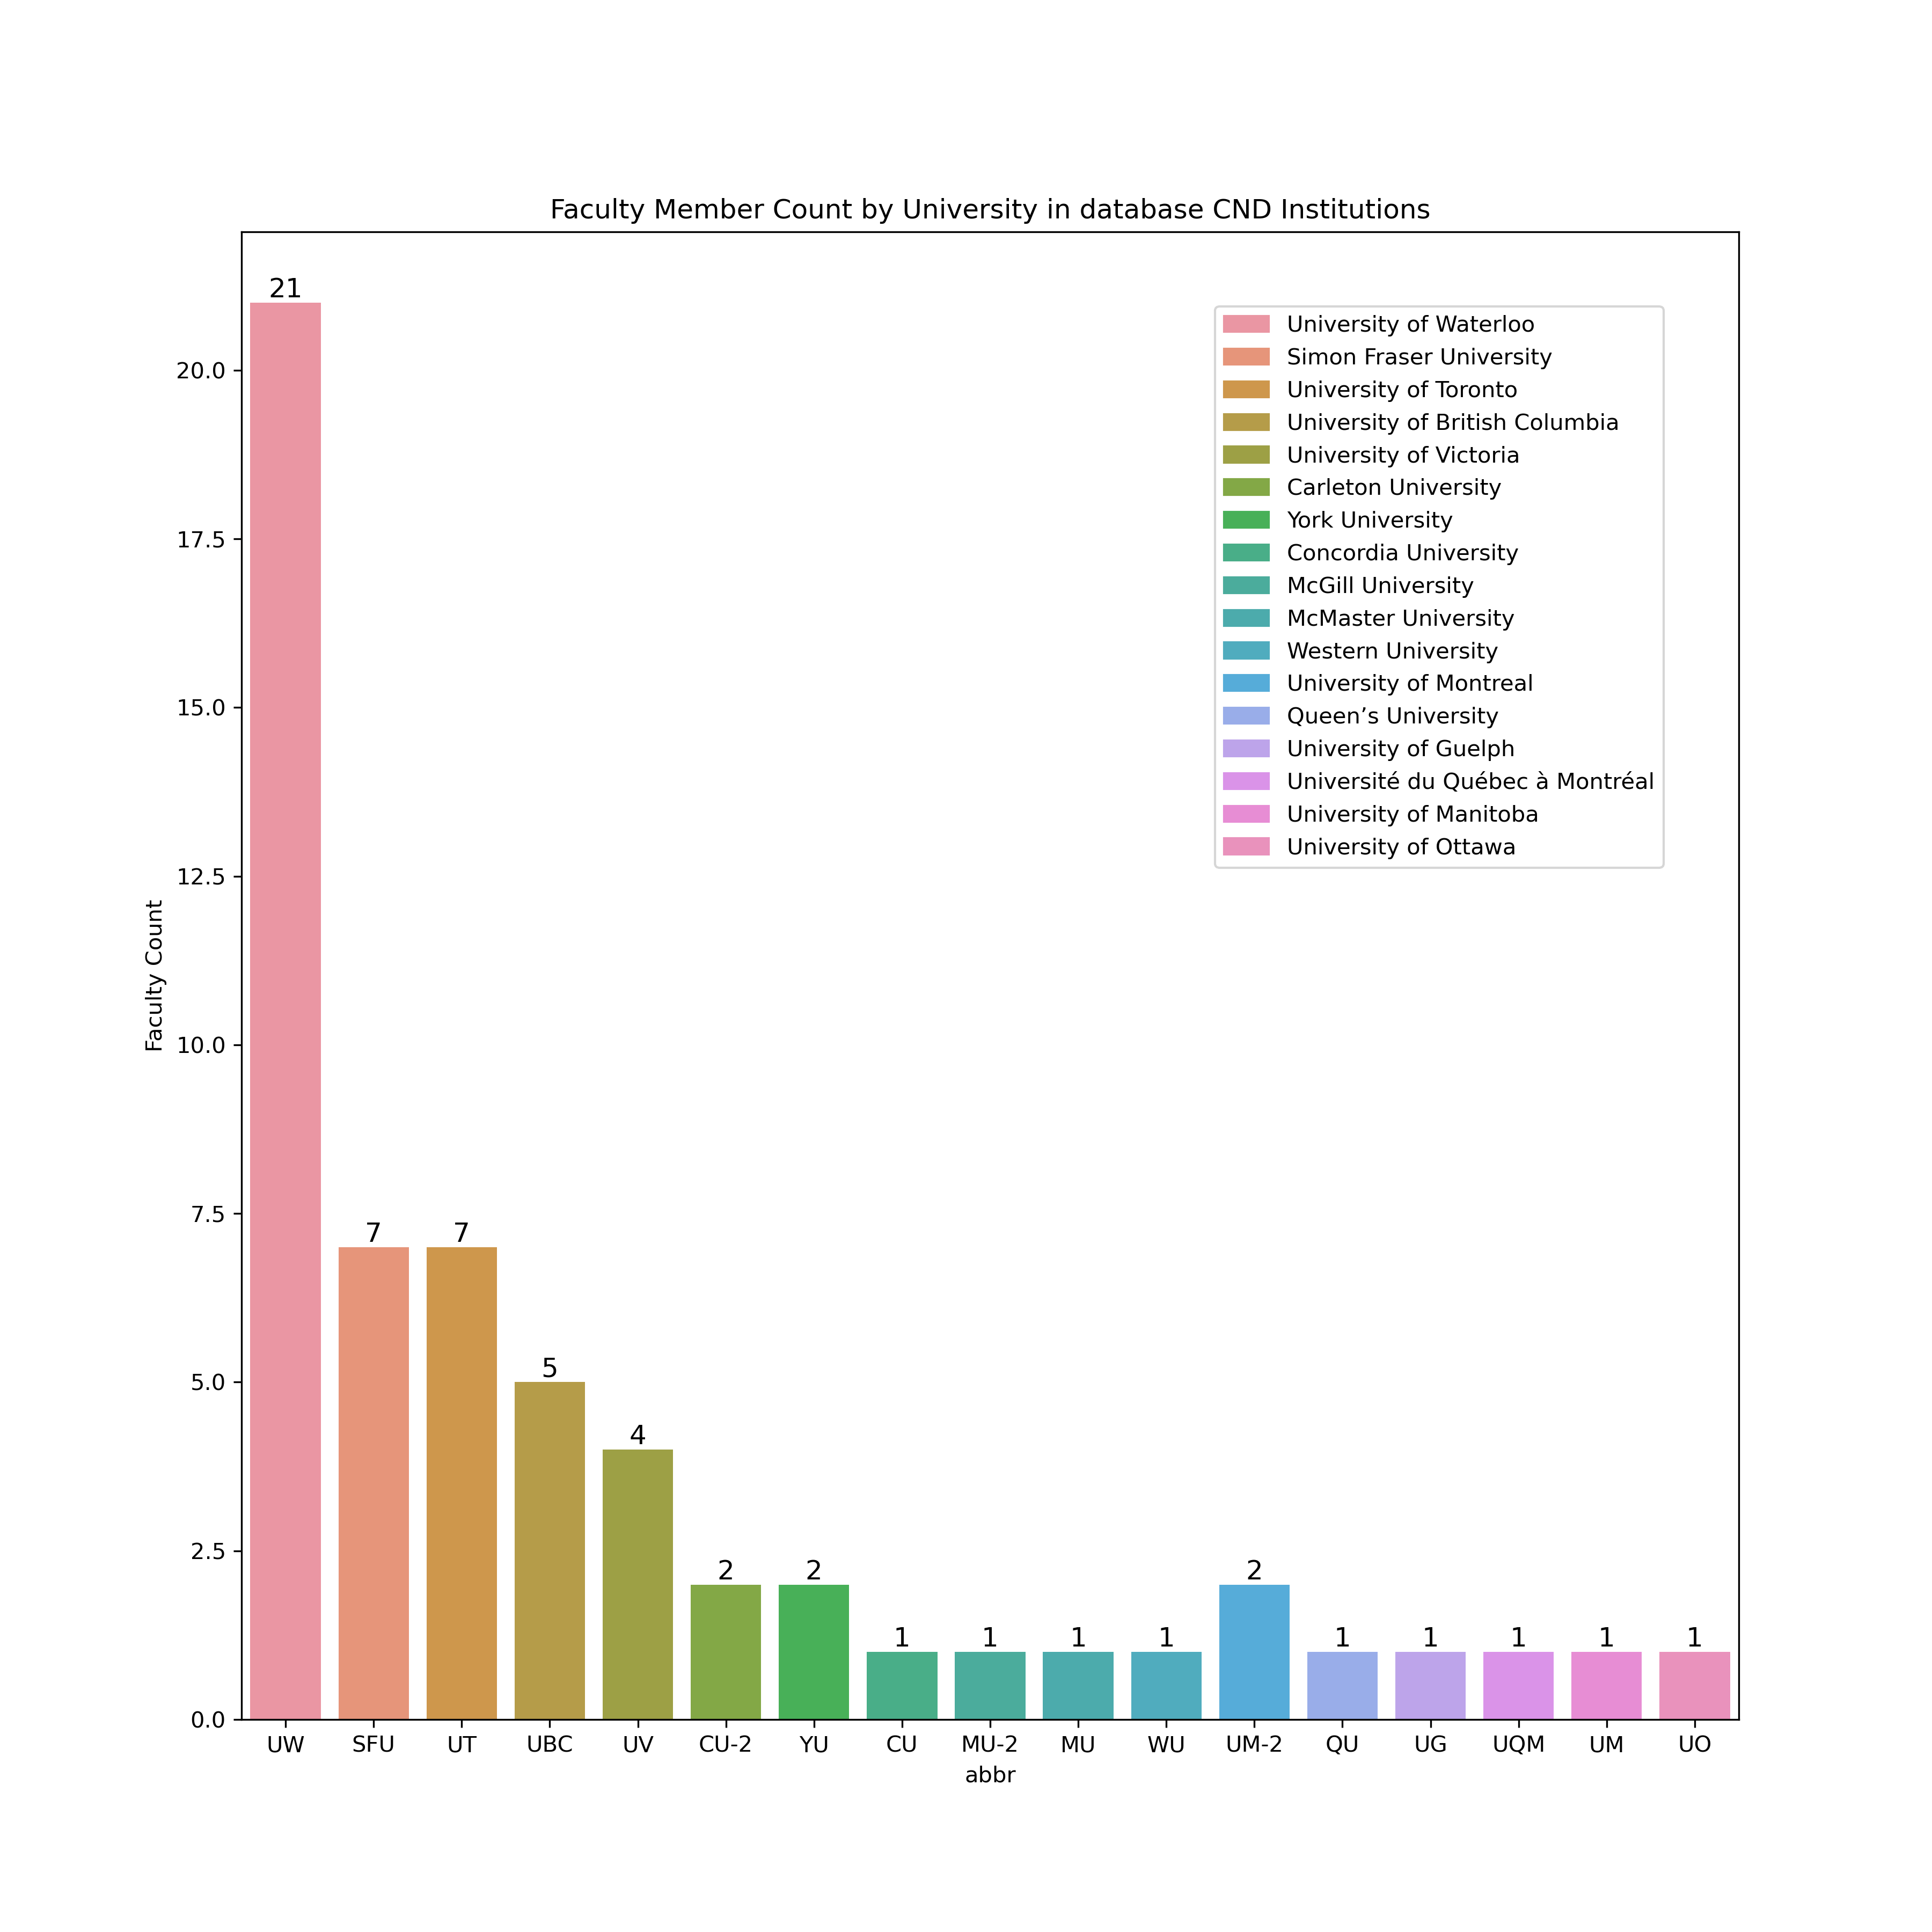 Faculty Member Count by University in database CND Institutions
21
University of Waterloo
Simon Fraser University
University of Toronto
University of British Columbia
University of Victoria
Carleton University
York University
Concordia University
McGill University
McMaster University
Western University
University of Montreal
Queen’s University
University of Guelph
Université du Québec à Montréal
University of Manitoba
University of Ottawa
20.0
17.5
15.0
12.5
10.0
7.5
5.0
2.5
0.0
Faculty Count
7 7
5
4
2 2 2
1 1 1 1 1 1 1 1 1
UW SFU UT UBC UV CU-2 YU CU MU-2 MU WU UM-2 QU UG UQM UM UO
abbr